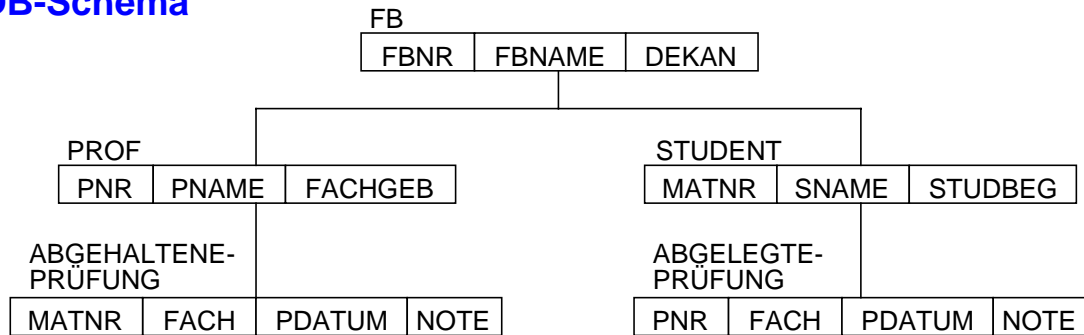 DB-Schema
FB
FBNR FBNAME DEKAN
PROF
PNR PNAME FACHGEB
STUDENT
MATNR SNAME STUDBEG
ABGEHALTENE-
PRÜFUNG
MATNR FACH PDATUM NOTE
ABGELEGTE-
PRÜFUNG
PNR FACH PDATUM NOTE